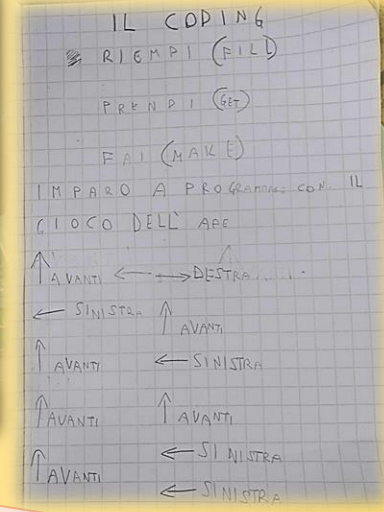 IL CODING
RIEMPI (FILL)
PRENDI (GET)
FAI (MAKE)
IMPARO A PROGRAMMARE CON IL
GIOCO DELL' APE
↑ AVANTI ← → DESTRA
← SINISTRA ↑ AVANTI
↑ AVANTI ← SINISTRA
↑ AVANTI ↑ AVANTI
↑ AVANTI ← SINISTRA
← SINISTRA